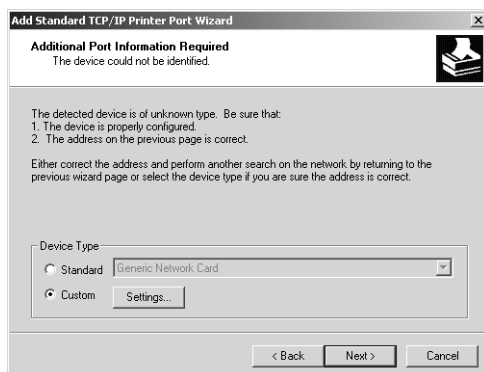 Add Standard TCP/IP Printer Port Wizard
Additional Port Information Required
The device could not be identified.
The detected device is of unknown type. Be sure that:
1. The device is properly configured.
2. The address on the previous page is correct.
Either correct the address and perform another search on the network by returning to the
previous wizard page or select the device type if you are sure the address is correct.
Device Type
Standard Generic Network Card
Custom Settings...
< Back Next > Cancel